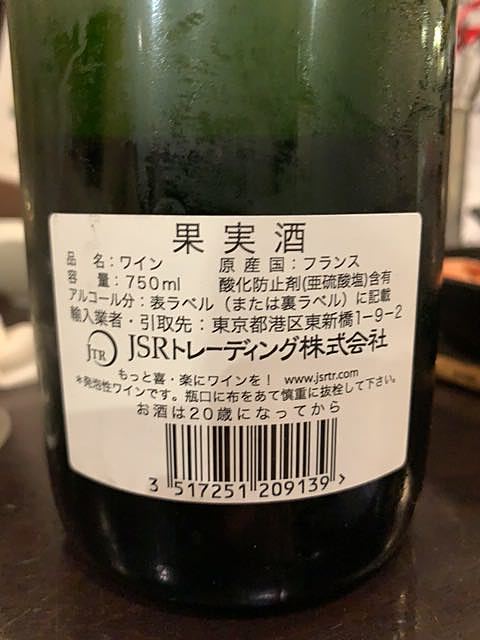 果実酒
品名：ワイン 原産国：フランス
容量：750ml 酸化防止剤(亜硫酸塩)含有
アルコール分：表ラベル（または裏ラベル）に記載
輸入業者・引取先：東京都港区東新橋1-9-2
JTR JSRトレーディング株式会社
もっと喜・楽にワインを！ www.jsrtr.com
＊発泡性ワインです。瓶口に布をあて慎重に抜栓して下さい。
お酒は20歳になってから
3 517251 209139 >